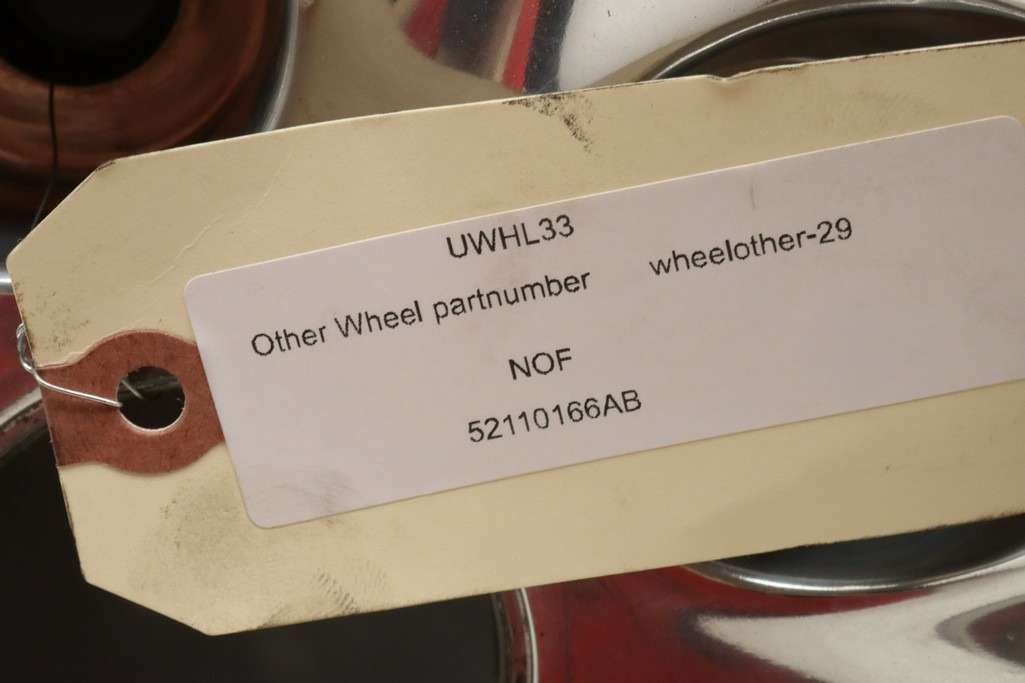 UWHL33
Other Wheel partnumber wheelother-29
NOF
52110166AB